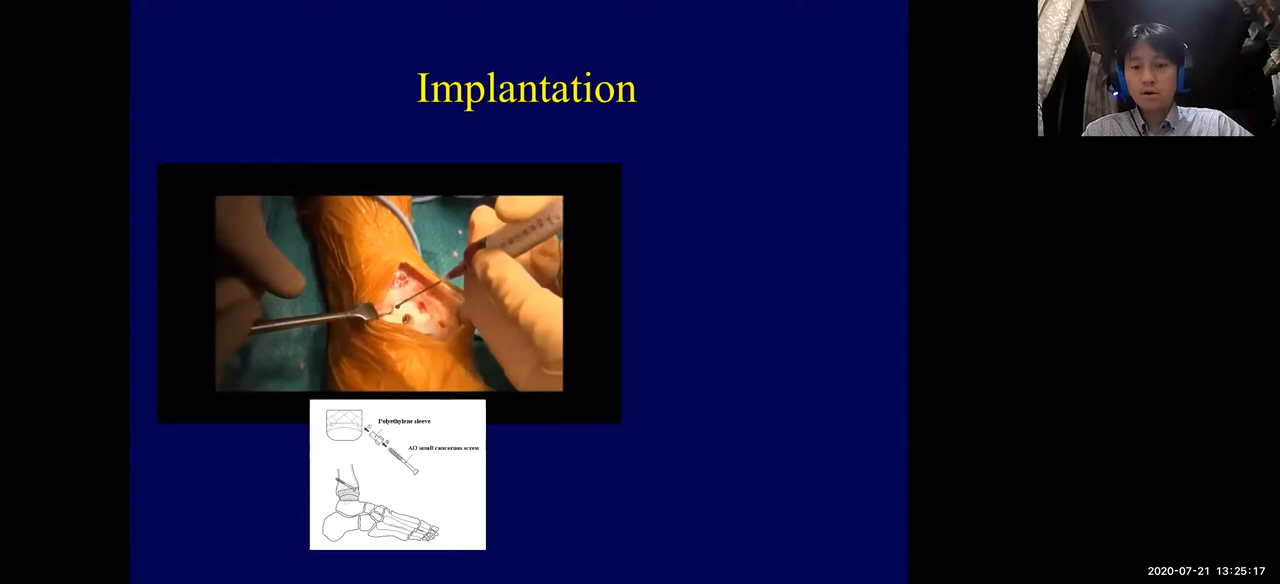 Implantation
Polyethylene sleeve
AO small cancerous screw
2020-07-21 13:25:17